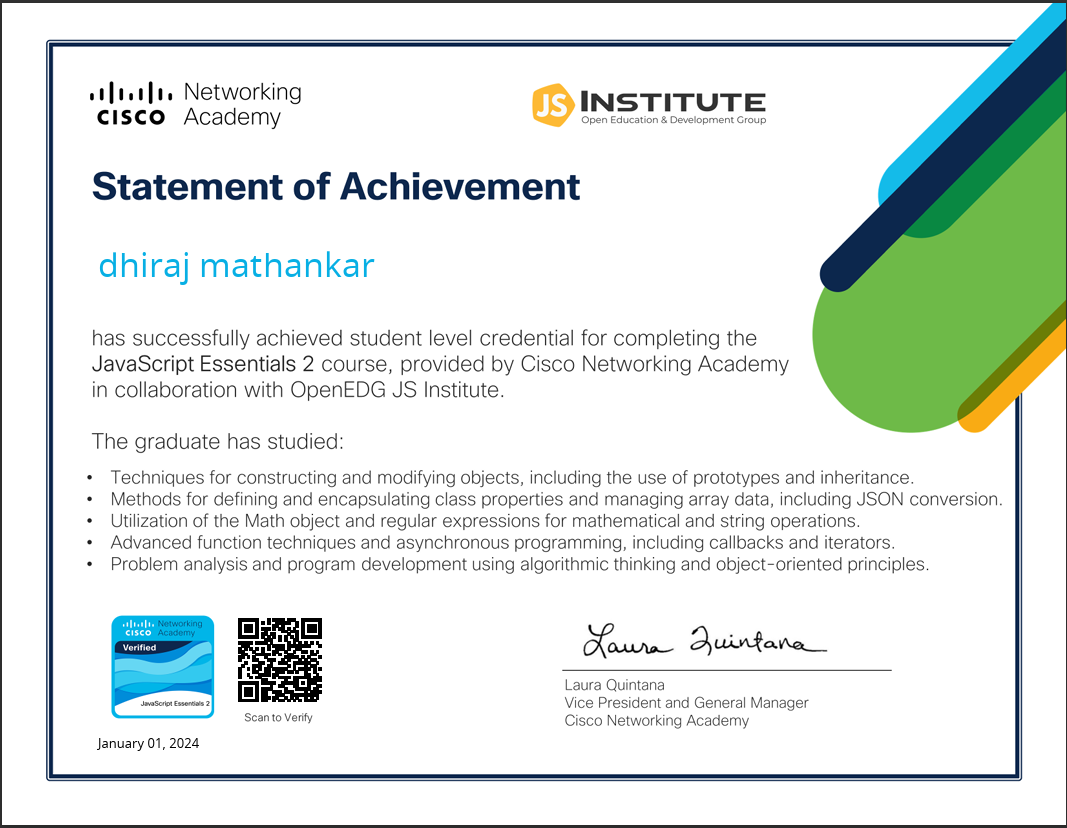 Networking
CISCO Academy
JS INSTITUTE
Open Education & Development Group
Statement of Achievement
dhiraj mathankar
has successfully achieved student level credential for completing the
JavaScript Essentials 2 course, provided by Cisco Networking Academy
in collaboration with OpenEDG JS Institute.
The graduate has studied:
• Techniques for constructing and modifying objects, including the use of prototypes and inheritance.
• Methods for defining and encapsulating class properties and managing array data, including JSON conversion.
• Utilization of the Math object and regular expressions for mathematical and string operations.
• Advanced function techniques and asynchronous programming, including callbacks and iterators.
• Problem analysis and program development using algorithmic thinking and object-oriented principles.
Networking
CISCO Academy
Verified
JavaScript Essentials 2
Scan to Verify
January 01, 2024
Laura Quintana
Laura Quintana
Vice President and General Manager
Cisco Networking Academy